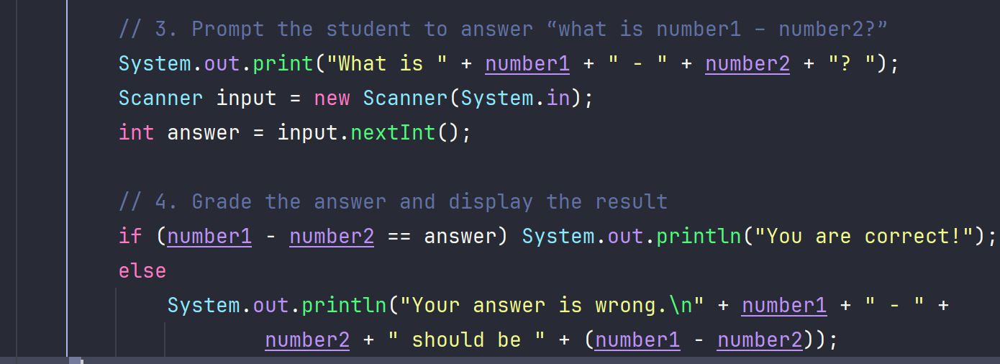 // 3. Prompt the student to answer “what is number1 – number2?”
System.out.print("What is " + number1 + " - " + number2 + "? ");
Scanner input = new Scanner(System.in);
int answer = input.nextInt();
// 4. Grade the answer and display the result
if (number1 - number2 == answer) System.out.println("You are correct!");
else
System.out.println("Your answer is wrong.\n" + number1 + " - " +
number2 + " should be " + (number1 - number2));